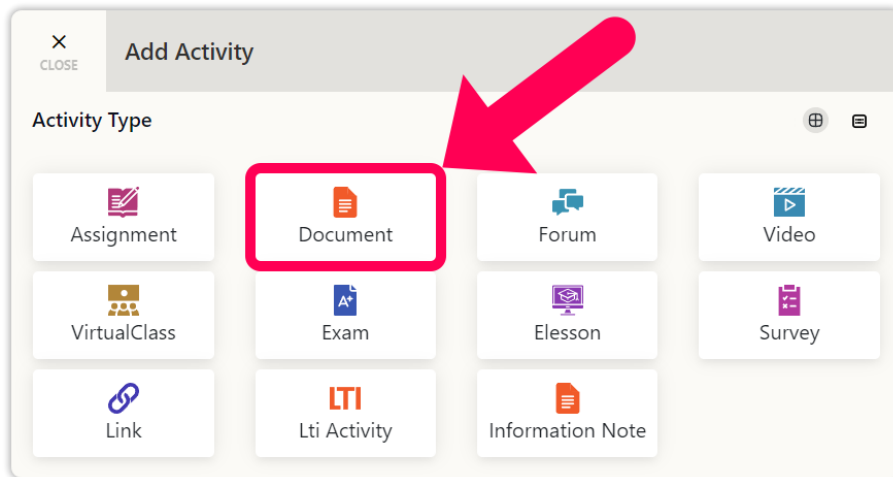 CLOSE
Add Activity
Activity Type
Assignment
Document
Forum
Video
VirtualClass
A+
Exam
Elesson
Survey
Link
LTI
Lti Activity
Information Note